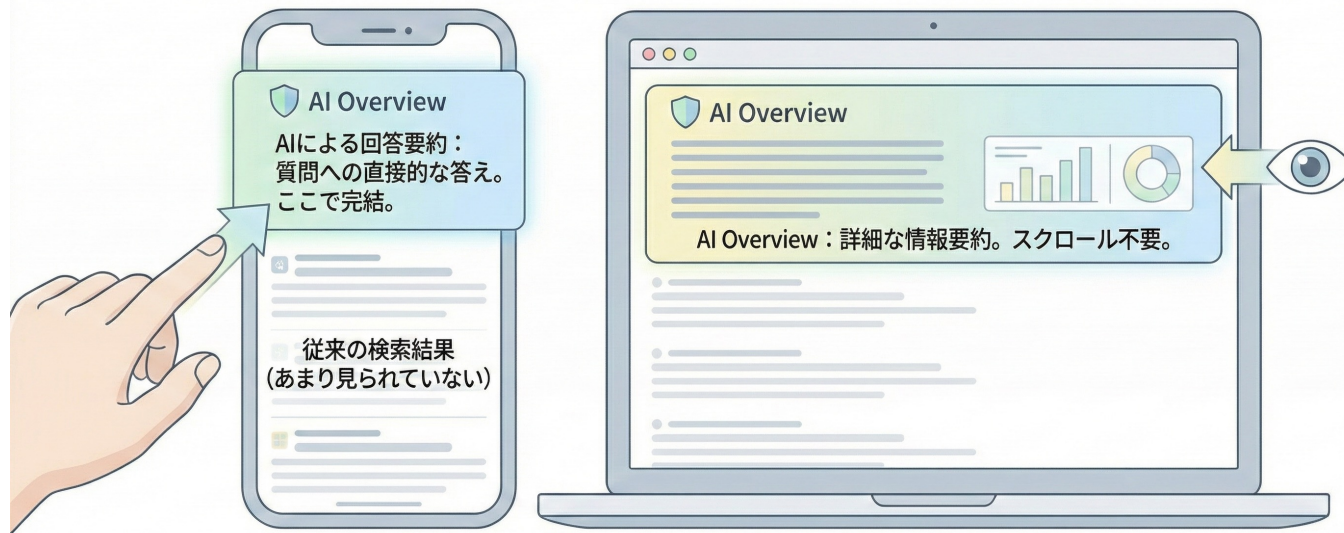 AI Overview
AIによる回答要約：
質問への直接的な答え。
ここで完結。
従来の検索結果
（あまり見られていない）
AI Overview
AI Overview：詳細な情報要約。スクロール不要。